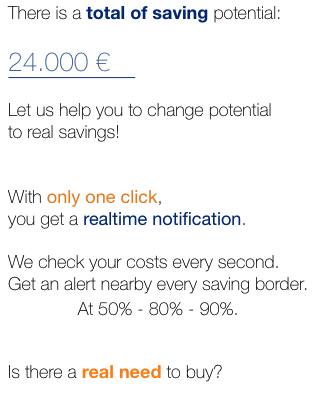 There is a total of saving potential:
24.000 €
Let us help you to change potential
to real savings!
With only one click,
you get a realtime notification.
We check your costs every second.
Get an alert nearby every saving border.
At 50% - 80% - 90%.
Is there a real need to buy?